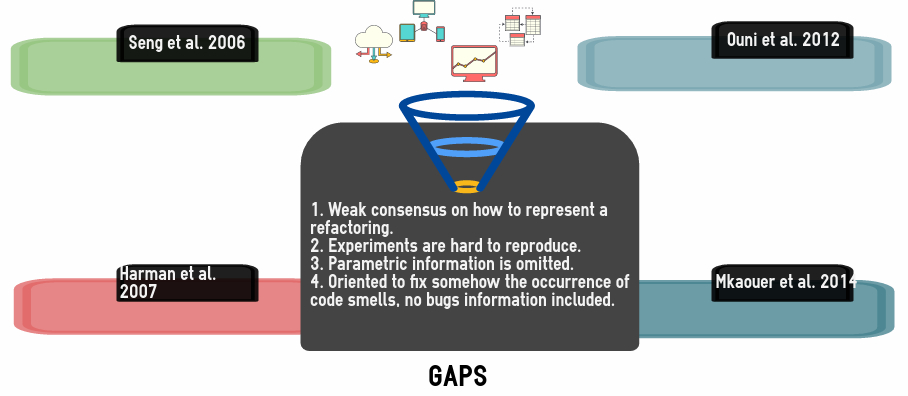 Seng et al. 2006
Ouni et al. 2012
1. Weak consensus on how to represent a
refactoring.
2. Experiments are hard to reproduce.
3. Parametric information is omitted.
4. Oriented to fix somehow the occurrence of
code smells, no bugs information included.
Harman et al.
2007
Mkaouer et al. 2014
GAPS